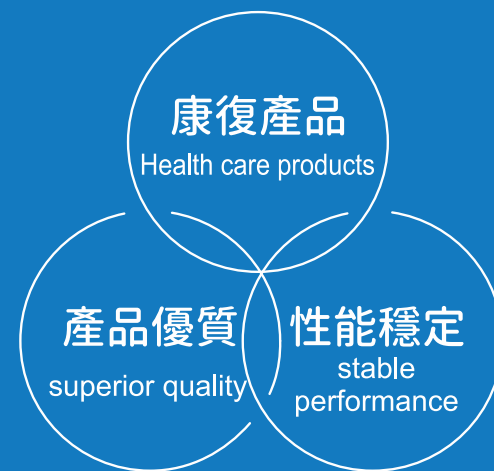 康復產品
Health care products
產品優質
superior quality
性能穩定
stable
performance